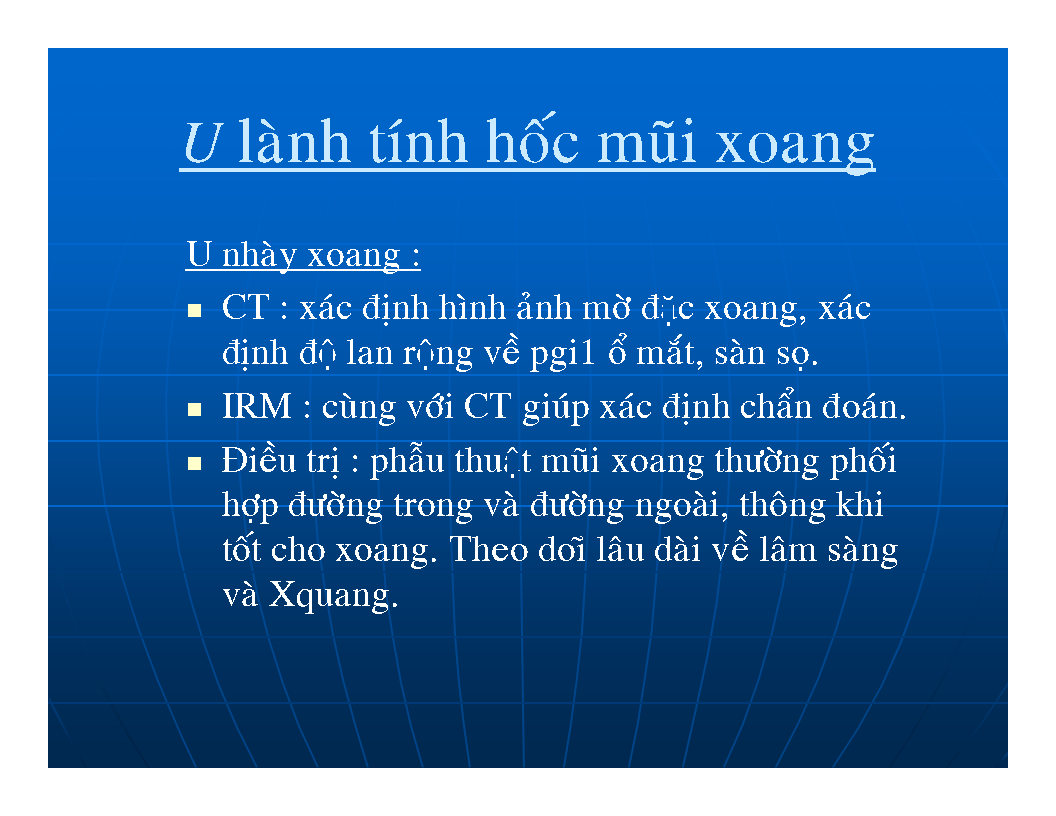 U lành tính hốc mũi xoang
U nhày xoang :
CT : xác định hình ảnh mờ đặc xoang, xác
định độ lan rộng về pgi1 ổ mắt, sàn sọ.
IRM : cùng với CT giúp xác định chẩn đoán.
Điều trị : phẫu thuật mũi xoang thường phối
hợp đường trong và đường ngoài, thông khi
tốt cho xoang. Theo doĩ lâu dài về lâm sàng
và Xquang.